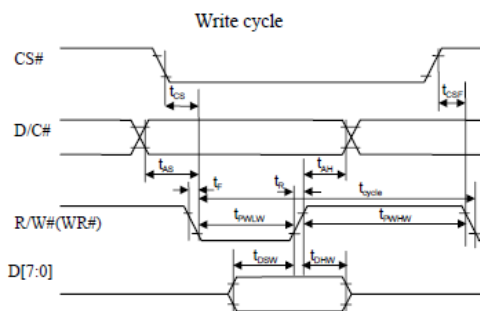 Write cycle
CS#
tCS
tCSF
D/C#
tAS
tF
tR
tAH
tcycle
R/W#(WR#)
tPWLW
tPWHW
D[7:0]
tDSW
tDHW